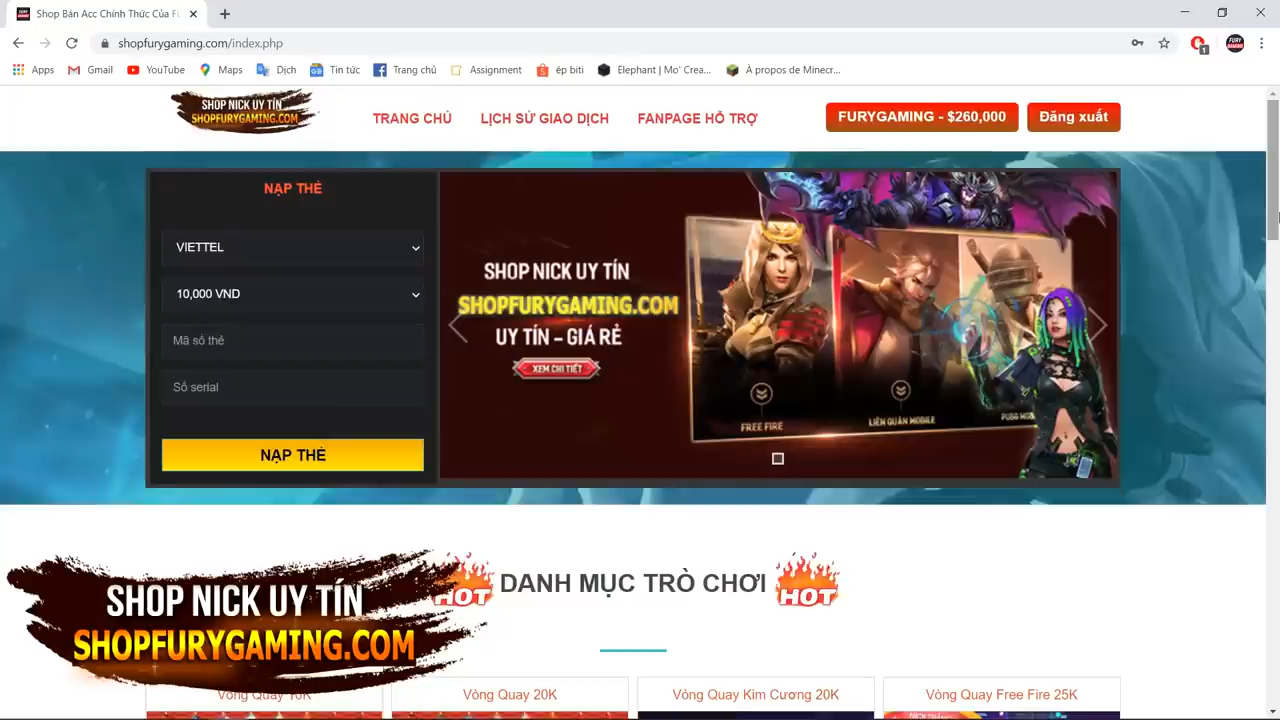 Shop Bán Acc Chính Thức Của Fu
shopfurygaming.com/index.php
Apps Gmail YouTube Maps Dịch Tin tức Trang chủ Assignment ép biti Elephant | Mo' Crea... À propos de Minecr...
SHOP NICK UY TÍN
SHOPFURYGAMING.COM
TRANG CHỦ LỊCH SỬ GIAO DỊCH FANPAGE HỖ TRỢ FURYGAMING - $260,000 Đăng xuất
NẠP THẺ
VIETTEL
10,000 VND
Mã số thẻ
Số serial
NẠP THẺ
SHOP NICK UY TÍN
SHOPFURYGAMING.COM
UY TÍN - GIÁ RẺ
XEM CHI TIẾT
FREE FIRE
LIÊN QUÂN MOBILE
PUBG
HOT DANH MỤC TRÒ CHƠI HOT
SHOP NICK UY TÍN
SHOPFURYGAMING.COM
Vòng Quay 10K Vòng Quay 20K Vòng Quay Kim Cương 20K Vòng Quay Free Fire 25K